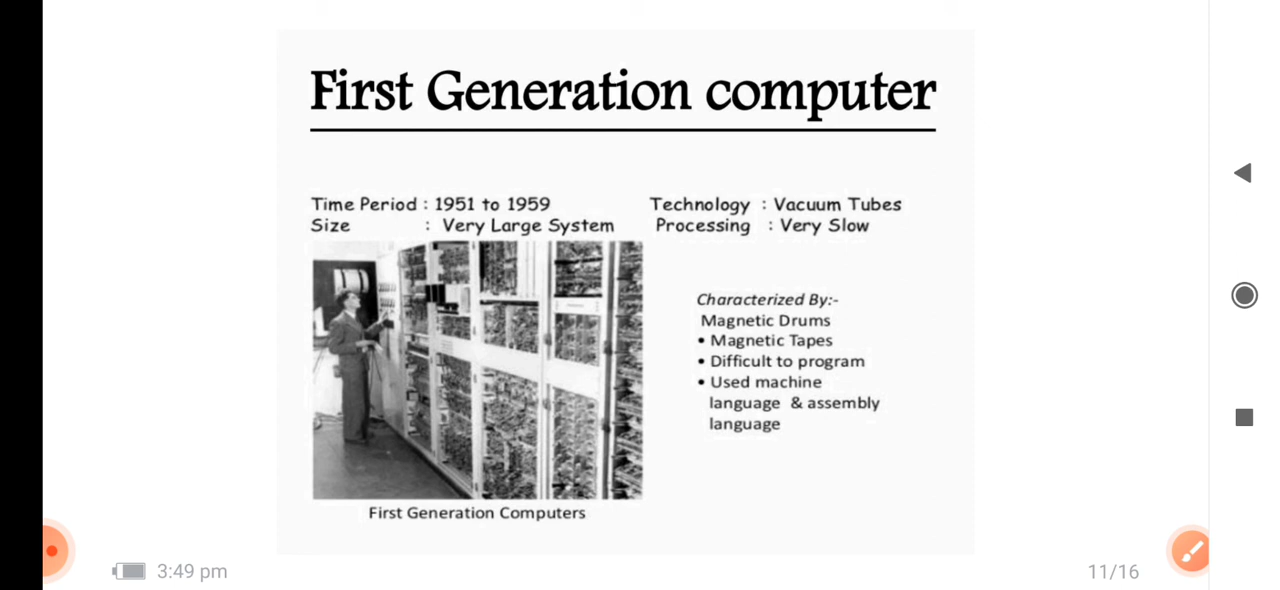 First Generation computer
Time Period : 1951 to 1959
Size : Very Large System
Technology : Vacuum Tubes
Processing : Very Slow
Characterized By:-
Magnetic Drums
• Magnetic Tapes
• Difficult to program
• Used machine
language & assembly
language
First Generation Computers
3:49 pm
11/16